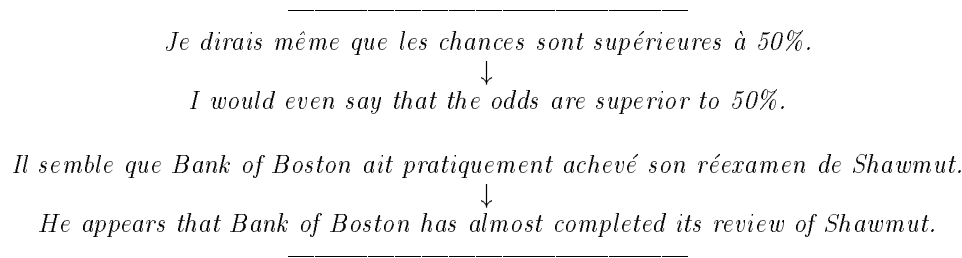 Je dirais même que les chances sont supérieures à 50%.
↓
I would even say that the odds are superior to 50%.
Il semble que Bank of Boston ait pratiquement achevé son réexamen de Shawmut.
↓
He appears that Bank of Boston has almost completed its review of Shawmut.